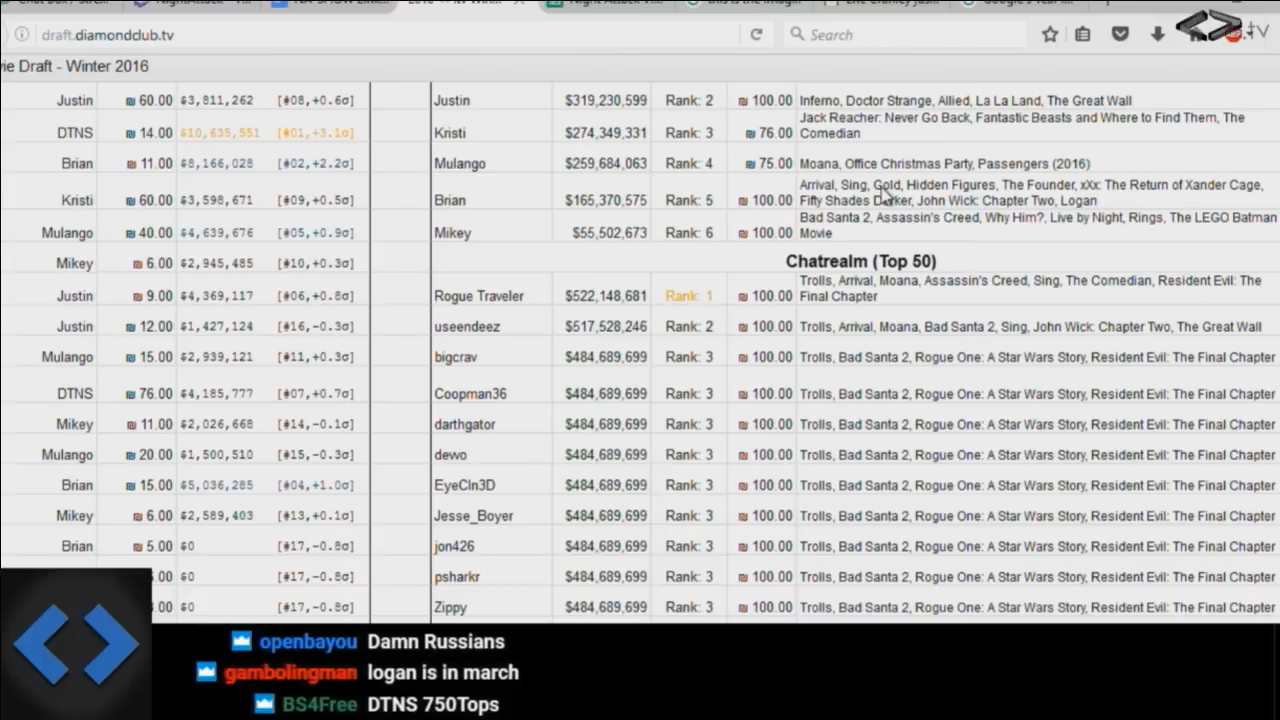 draft.diamondclub.tv
Search
.tv
vie Draft - Winter 2016
Justin ₪ 60.00 $3,811,262 [#08,+0.6σ] Justin $319,230,599 Rank: 2 ₪ 100.00 Inferno, Doctor Strange, Allied, La La Land, The Great Wall
DTNS ₪ 14.00 $10,635,551 [#01,+3.1σ] Kristi $274,349,331 Rank: 3 ₪ 76.00 Jack Reacher: Never Go Back, Fantastic Beasts and Where to Find Them, The
Comedian
Brian ₪ 11.00 $8,166,028 [#02,+2.2σ] Mulango $259,684,063 Rank: 4 ₪ 75.00 Moana, Office Christmas Party, Passengers (2016)
Kristi ₪ 60.00 $3,598,671 [#09,+0.5σ] Brian $165,370,575 Rank: 5 ₪ 100.00 Arrival, Sing, Gold, Hidden Figures, The Founder, xXx: The Return of Xander Cage,
Fifty Shades Darker, John Wick: Chapter Two, Logan
Mulango ₪ 40.00 $4,639,676 [#05,+0.9σ] Mikey $55,502,673 Rank: 6 ₪ 100.00 Bad Santa 2, Assassin's Creed, Why Him?, Live by Night, Rings, The LEGO Batman
Movie
Mikey ₪ 6.00 $2,945,485 [#10,+0.3σ] Chatrealm (Top 50)
Justin ₪ 9.00 $4,369,117 [#06,+0.8σ] Rogue Traveler $522,148,681 Rank: 1 ₪ 100.00 Trolls, Arrival, Moana, Assassin's Creed, Sing, The Comedian, Resident Evil: The
Final Chapter
Justin ₪ 12.00 $1,427,124 [#16,-0.3σ] useendeez $517,528,246 Rank: 2 ₪ 100.00 Trolls, Arrival, Moana, Bad Santa 2, Sing, John Wick: Chapter Two, The Great Wall
Mulango ₪ 15.00 $2,939,121 [#11,+0.3σ] bigcrav $484,689,699 Rank: 3 ₪ 100.00 Trolls, Bad Santa 2, Rogue One: A Star Wars Story, Resident Evil: The Final Chapter
DTNS ₪ 76.00 $4,185,777 [#07,+0.7σ] Coopman36 $484,689,699 Rank: 3 ₪ 100.00 Trolls, Bad Santa 2, Rogue One: A Star Wars Story, Resident Evil: The Final Chapter
Mikey ₪ 11.00 $2,026,668 [#14,-0.1σ] darthgator $484,689,699 Rank: 3 ₪ 100.00 Trolls, Bad Santa 2, Rogue One: A Star Wars Story, Resident Evil: The Final Chapter
Mulango ₪ 20.00 $1,500,510 [#15,-0.3σ] devvo $484,689,699 Rank: 3 ₪ 100.00 Trolls, Bad Santa 2, Rogue One: A Star Wars Story, Resident Evil: The Final Chapter
Brian ₪ 15.00 $5,036,285 [#04,+1.0σ] EyeCln3D $484,689,699 Rank: 3 ₪ 100.00 Trolls, Bad Santa 2, Rogue One: A Star Wars Story, Resident Evil: The Final Chapter
Mikey ₪ 6.00 $2,589,403 [#13,+0.1σ] Jesse_Boyer $484,689,699 Rank: 3 ₪ 100.00 Trolls, Bad Santa 2, Rogue One: A Star Wars Story, Resident Evil: The Final Chapter
Brian ₪ 5.00 $0 [#17,-0.8σ] jon426 $484,689,699 Rank: 3 ₪ 100.00 Trolls, Bad Santa 2, Rogue One: A Star Wars Story, Resident Evil: The Final Chapter
.00 $0 [#17,-0.8σ] psharkr $484,689,699 Rank: 3 ₪ 100.00 Trolls, Bad Santa 2, Rogue One: A Star Wars Story, Resident Evil: The Final Chapter
.00 $0 [#17,-0.8σ] Zippy $484,689,699 Rank: 3 ₪ 100.00 Trolls, Bad Santa 2, Rogue One: A Star Wars Story, Resident Evil: The Final Chapter
openbayou Damn Russians
gambolingman logan is in march
BS4Free DTNS 750Tops